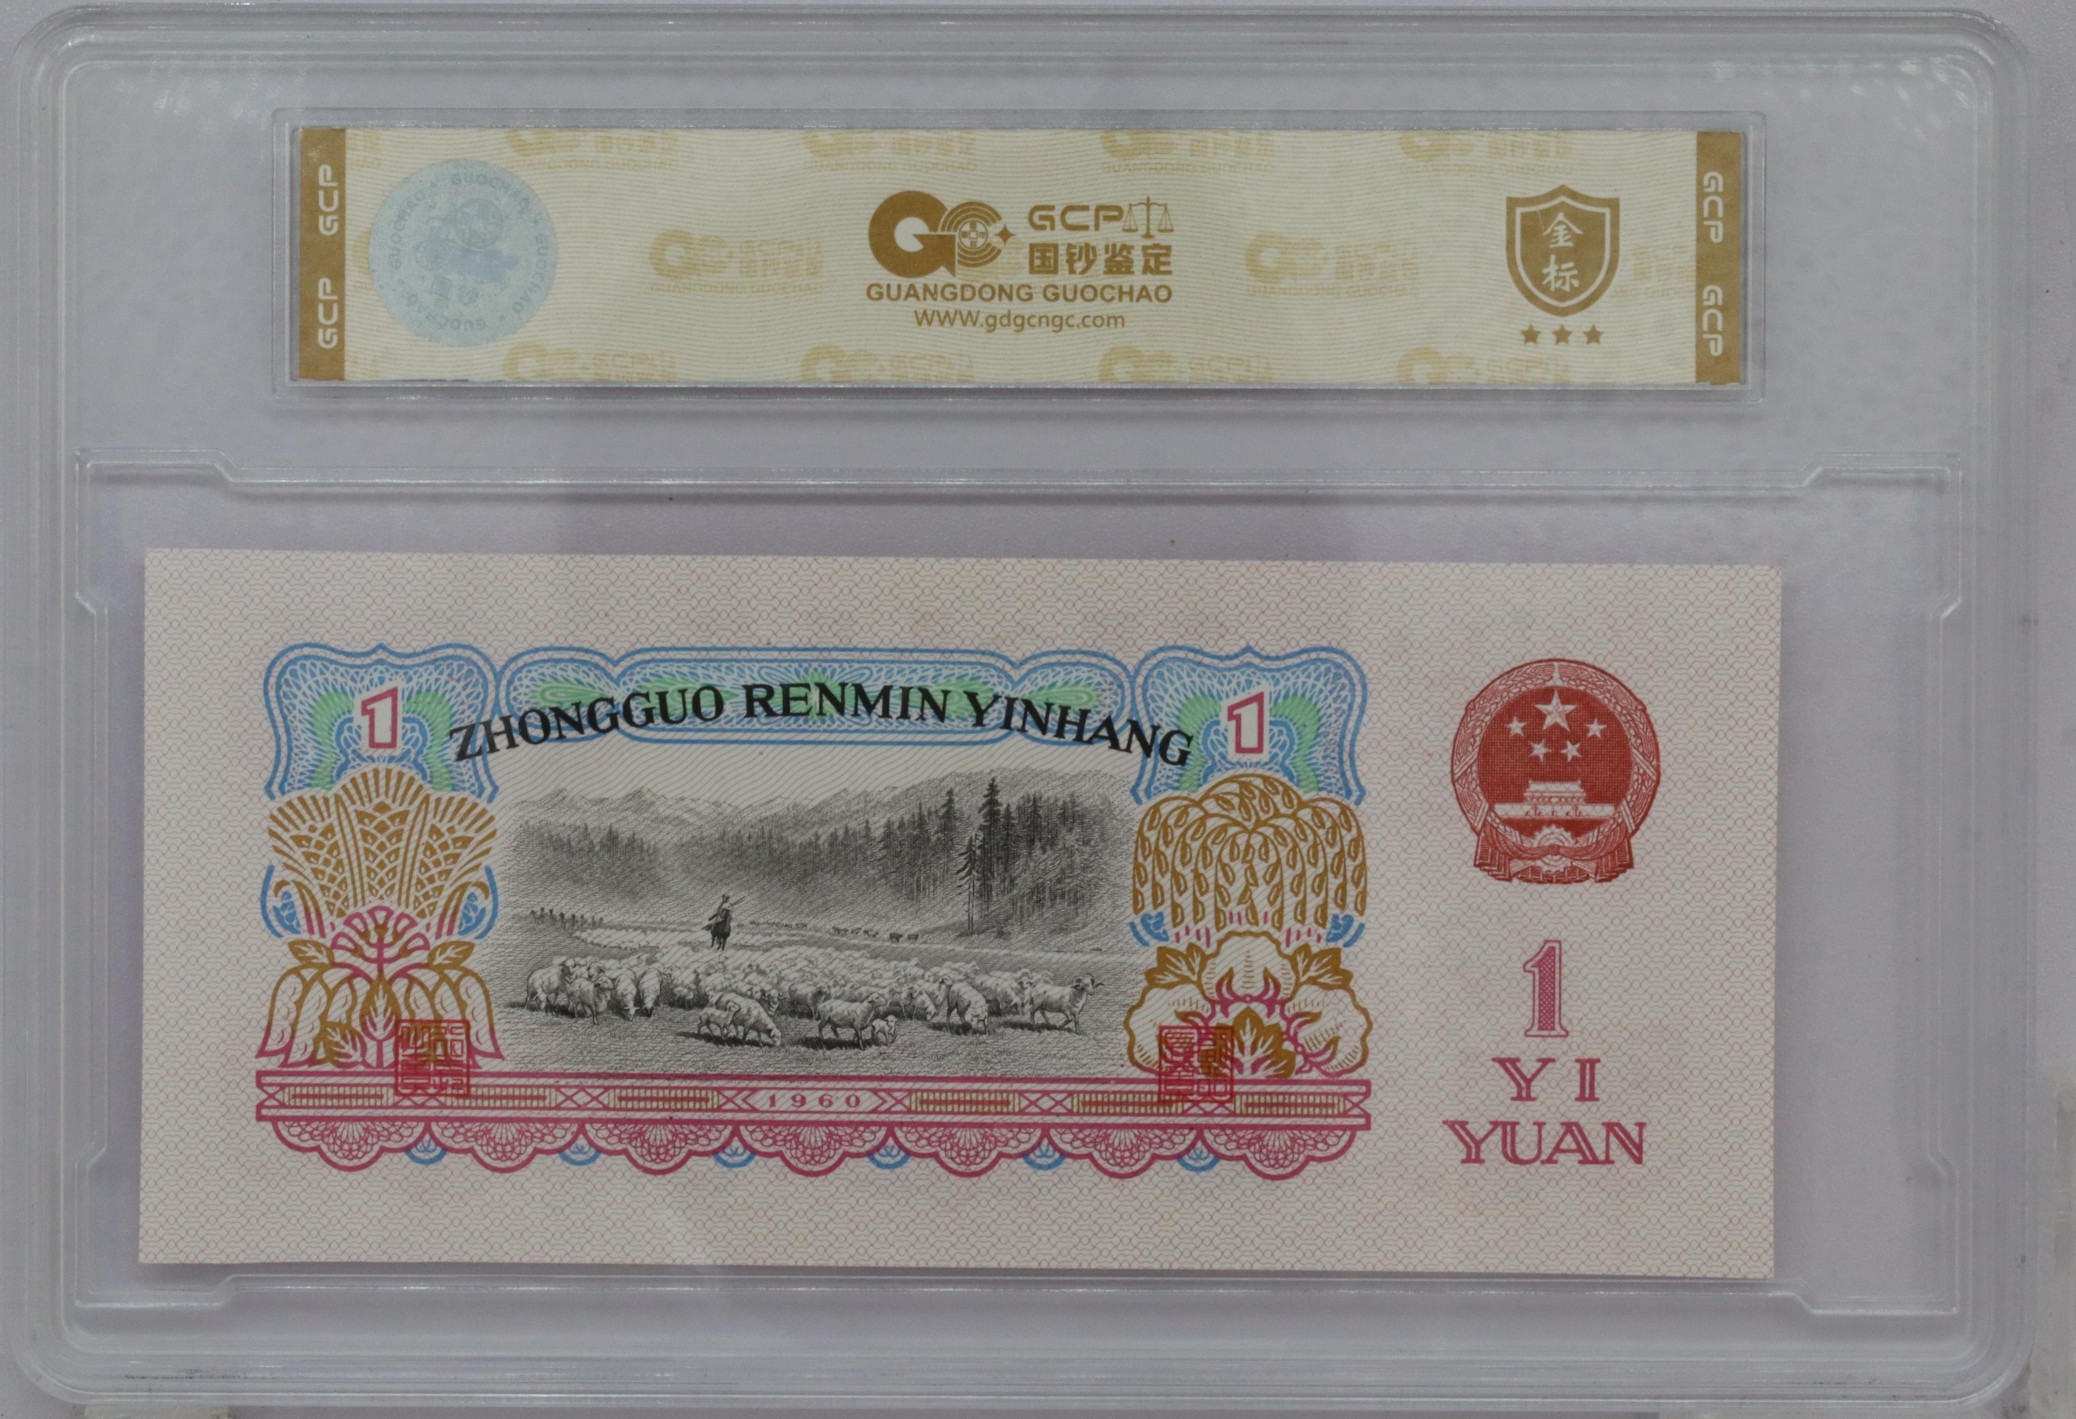 GCP GCP
GCP
国钞鉴定
GUANGDONG GUOCHAO
www.gdgcngc.com
金
标
GCP GCP
1
ZHONGGUO RENMIN YINHANG
1
1960
1
YI
YUAN